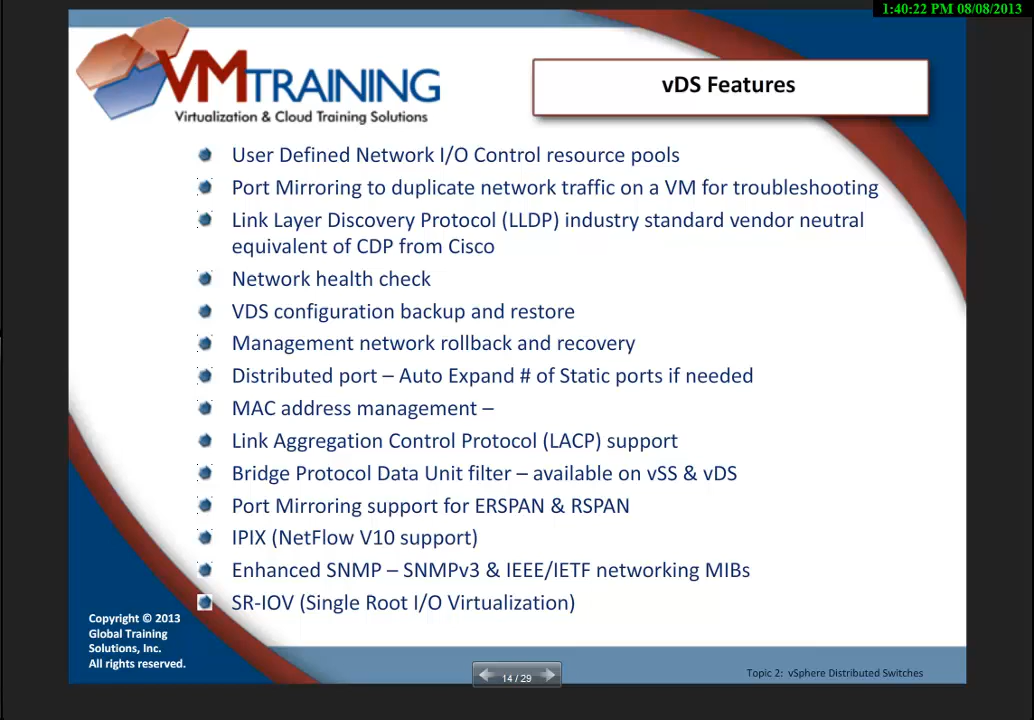 1:40:22 PM 08/08/2013
VMTRAINING
Virtualization & Cloud Training Solutions
vDS Features
User Defined Network I/O Control resource pools
Port Mirroring to duplicate network traffic on a VM for troubleshooting
Link Layer Discovery Protocol (LLDP) industry standard vendor neutral
equivalent of CDP from Cisco
Network health check
VDS configuration backup and restore
Management network rollback and recovery
Distributed port – Auto Expand # of Static ports if needed
MAC address management –
Link Aggregation Control Protocol (LACP) support
Bridge Protocol Data Unit filter – available on vSS & vDS
Port Mirroring support for ERSPAN & RSPAN
IPIX (NetFlow V10 support)
Enhanced SNMP – SNMPv3 & IEEE/IETF networking MIBs
SR-IOV (Single Root I/O Virtualization)
Copyright © 2013
Global Training
Solutions, Inc.
All rights reserved.
14 / 29
Topic 2: vSphere Distributed Switches